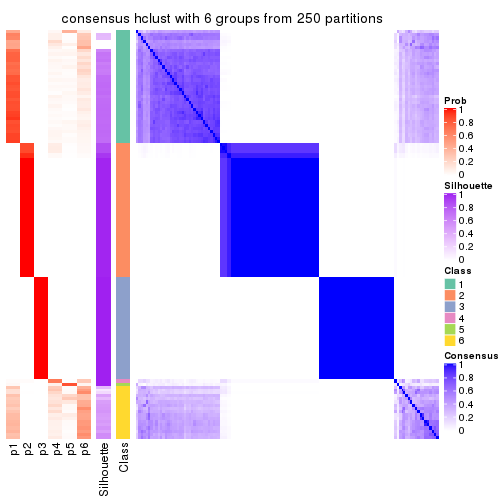 consensus hclust with 6 groups from 250 partitions
Prob
1
0.8
0.6
0.4
0.2
0
Silhouette
1
0.8
0.6
0.4
0.2
0
Class
1
2
3
4
5
6
Consensus
1
0.8
0.6
0.4
0.2
0
p1
p2
p3
p4
p5
p6
Silhouette
Class